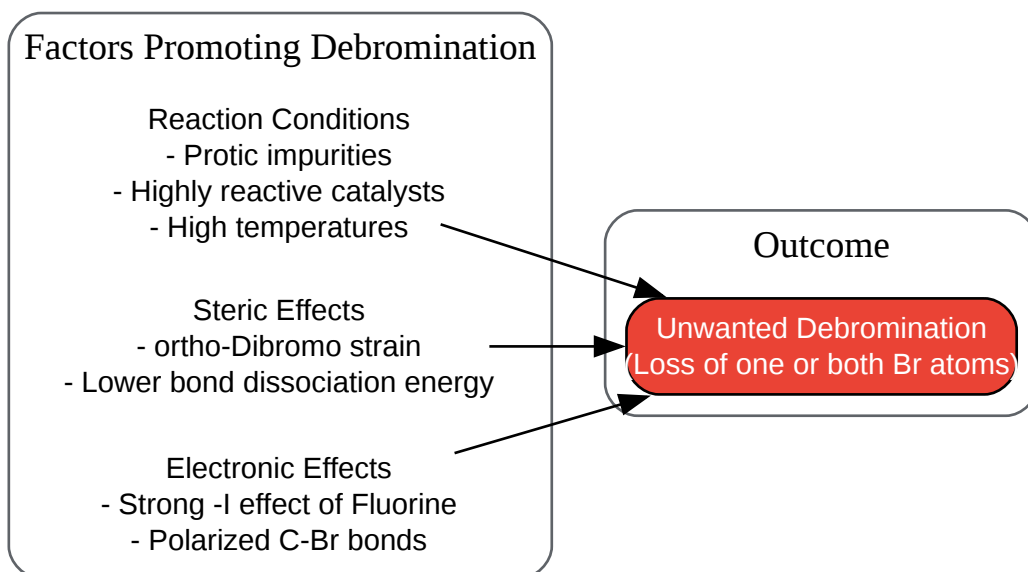 Factors Promoting Debromination
Reaction Conditions
- Protic impurities
- Highly reactive catalysts
- High temperatures
Steric Effects
- ortho-Dibromo strain
- Lower bond dissociation energy
Electronic Effects
- Strong -I effect of Fluorine
- Polarized C-Br bonds
Outcome
Unwanted Debromination
(Loss of one or both Br atoms)